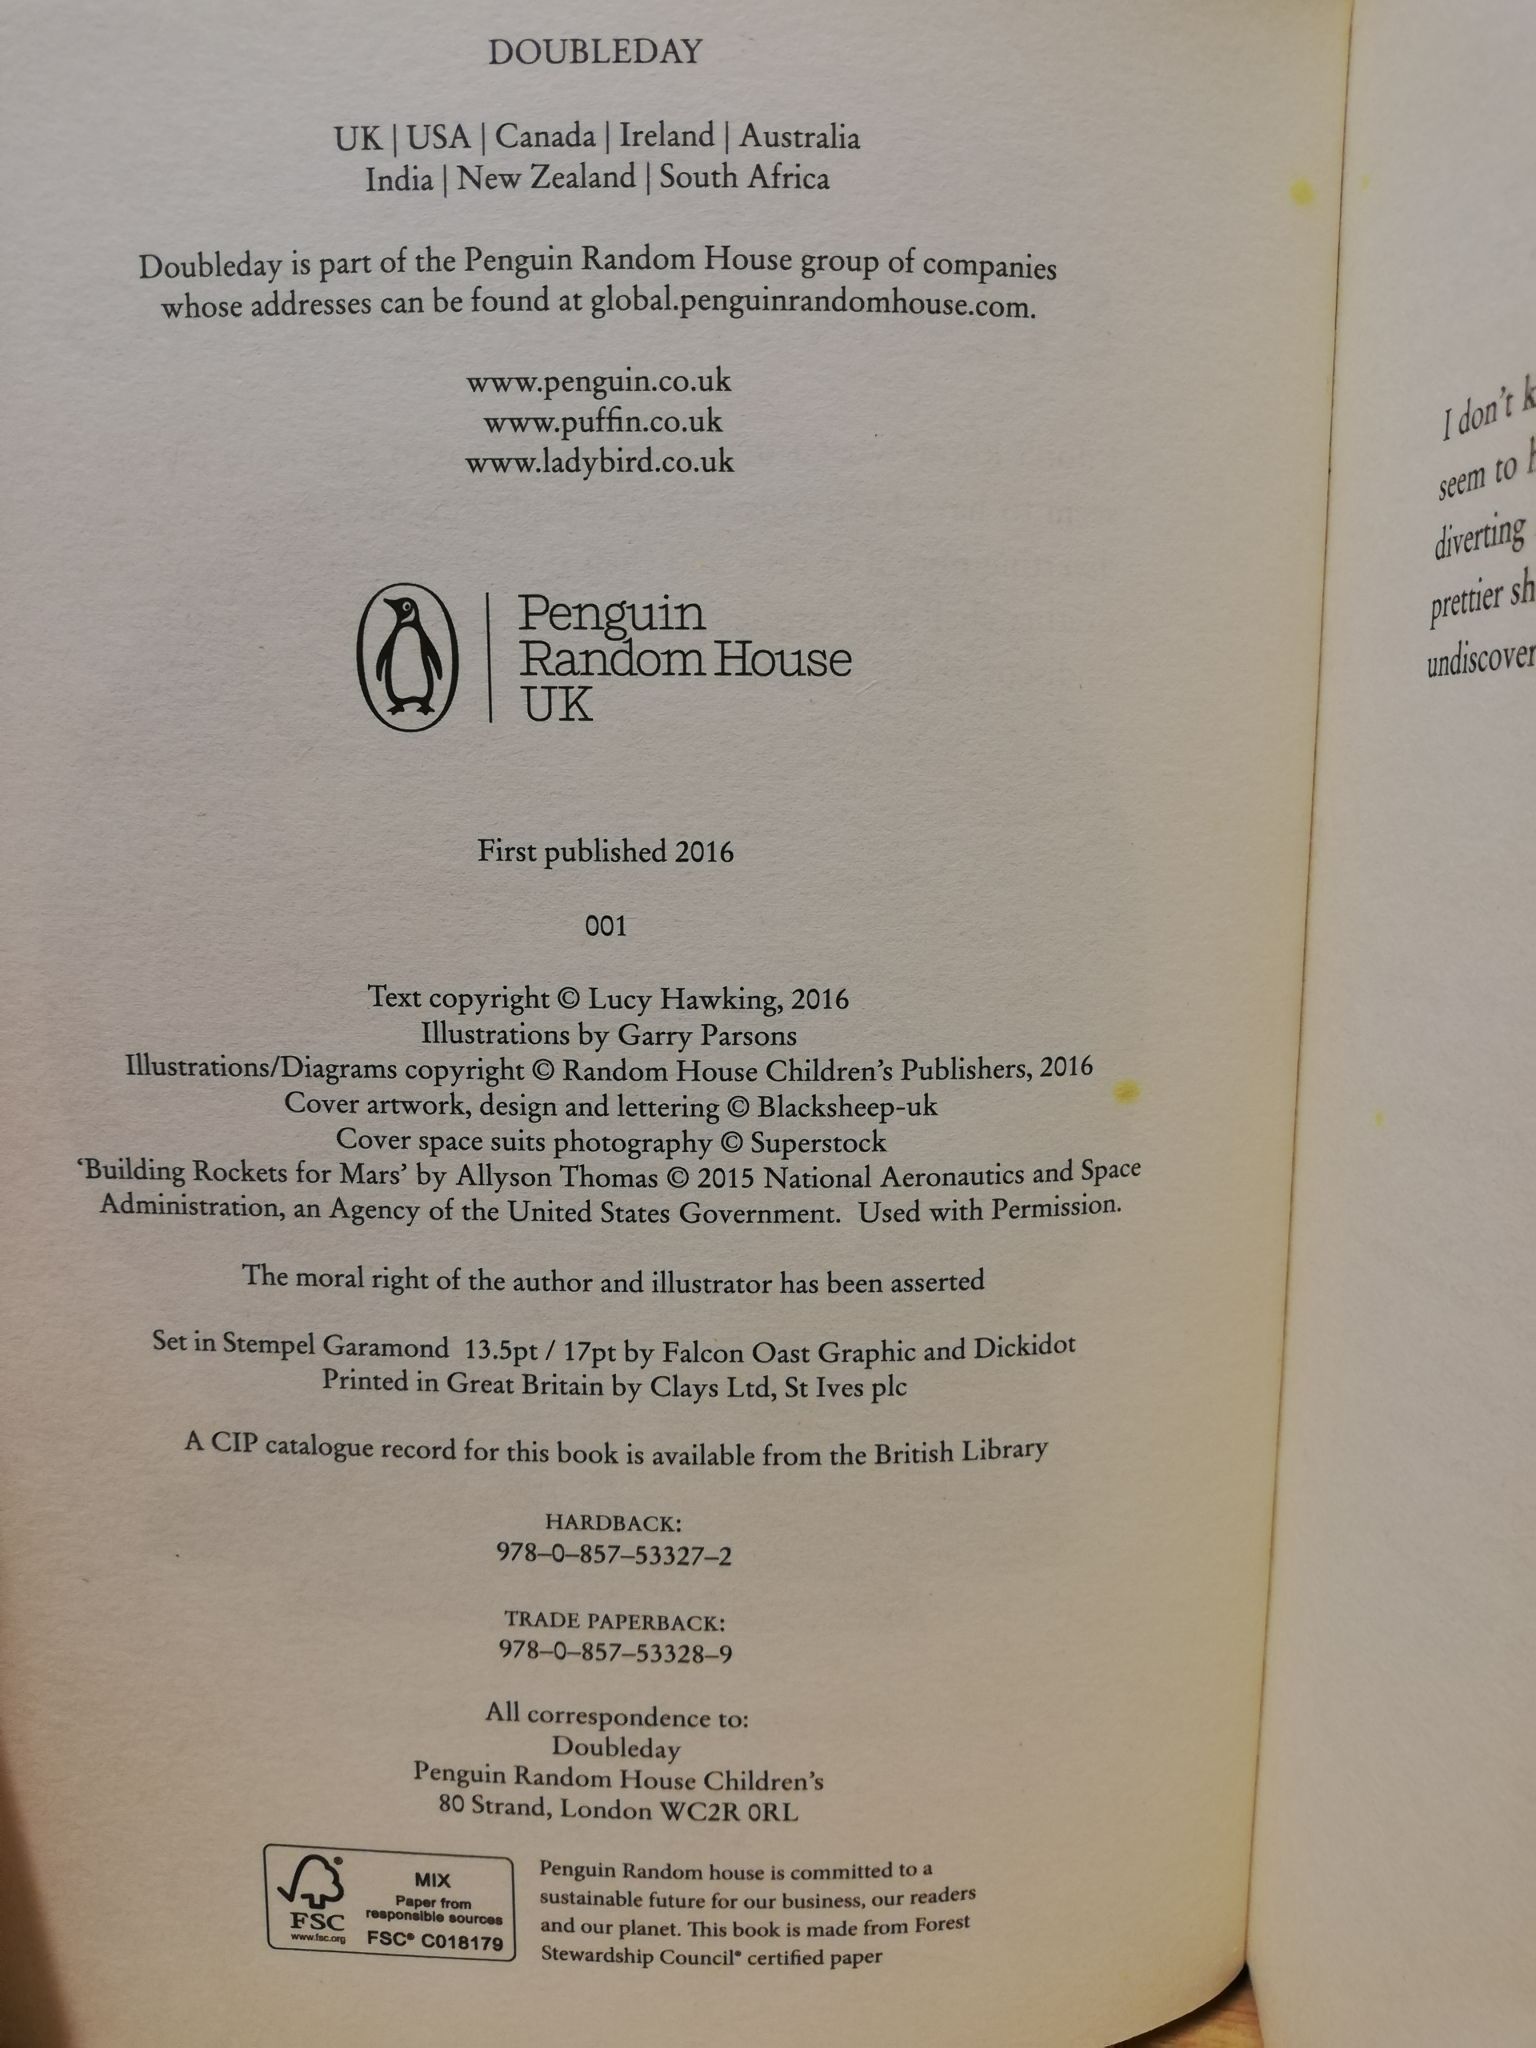 DOUBLEDAY
UK | USA | Canada | Ireland | Australia
India | New Zealand | South Africa
Doubleday is part of the Penguin Random House group of companies
whose addresses can be found at global.penguinrandomhouse.com.
www.penguin.co.uk
www.puffin.co.uk
www.ladybird.co.uk
Penguin
Random House
UK
First published 2016
001
Text copyright © Lucy Hawking, 2016
Illustrations by Garry Parsons
Illustrations/Diagrams copyright © Random House Children's Publishers, 2016
Cover artwork, design and lettering © Blacksheep-uk
Cover space suits photography © Superstock
‘Building Rockets for Mars’ by Allyson Thomas © 2015 National Aeronautics and Space
Administration, an Agency of the United States Government.  Used with Permission.
The moral right of the author and illustrator has been asserted
Set in Stempel Garamond  13.5pt / 17pt by Falcon Oast Graphic and Dickidot
Printed in Great Britain by Clays Ltd, St Ives plc
A CIP catalogue record for this book is available from the British Library
HARDBACK:
978–0–857–53327–2
TRADE PAPERBACK:
978–0–857–53328–9
All correspondence to:
Doubleday
Penguin Random House Children's
80 Strand, London WC2R 0RL
FSC
www.fsc.org
MIX
Paper from
responsible sources
FSC® C018179
Penguin Random house is committed to a
sustainable future for our business, our readers
and our planet. This book is made from Forest
Stewardship Council® certified paper
I don't
seem to
diverting
prettier